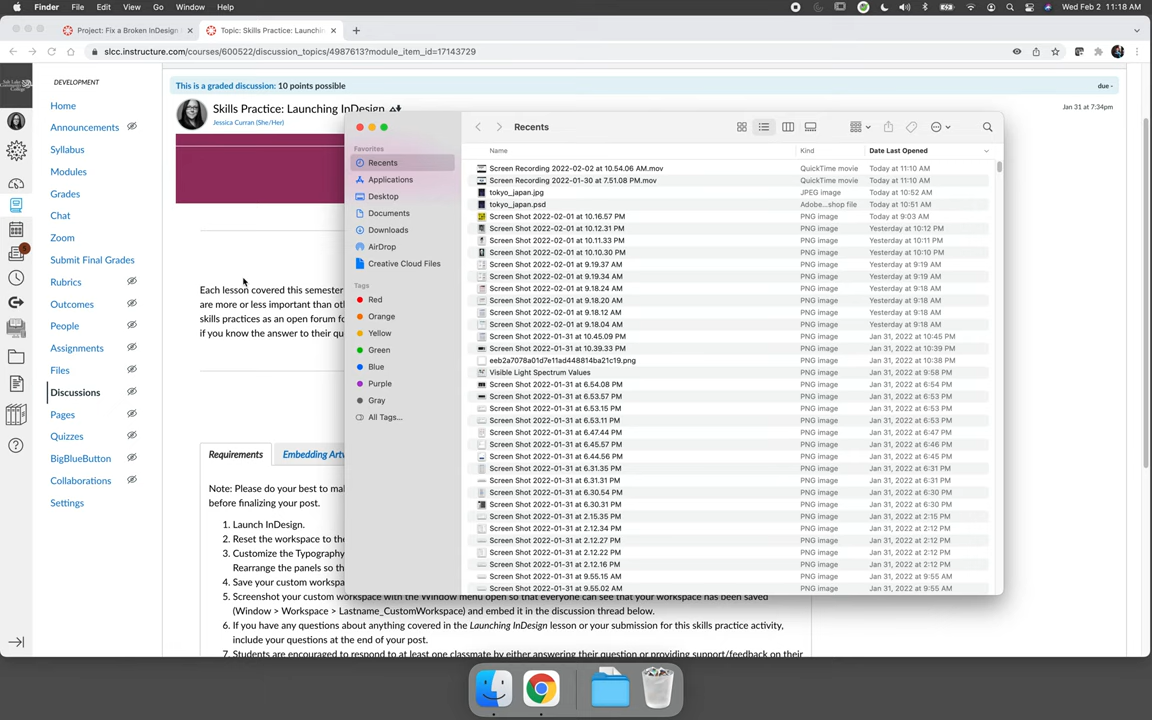 Finder File Edit View Go Window Help
Wed Feb 2 11:18 AM
Project: Fix a Broken InDesign
Topic: Skills Practice: Launchin
slcc.instructure.com/courses/600522/discussion_topics/4987613?module_item_id=17143729
DEVELOPMENT
Home
Announcements
Syllabus
Modules
Grades
Chat
Zoom
Submit Final Grades
Rubrics
Outcomes
People
Assignments
Files
Discussions
Pages
Quizzes
BigBlueButton
Collaborations
Settings
5
This is a graded discussion: 10 points possible
due -
Skills Practice: Launching InDesign
Jessica Curran (She/Her)
Jan 31 at 7:34pm
Each lesson covered this semester
are more or less important than oth
skills practices as an open forum fo
if you know the answer to their qu
Requirements
Embedding Artw
Note: Please do your best to mal
before finalizing your post.
1. Launch InDesign.
2. Reset the workspace to the
3. Customize the Typography
Rearrange the panels so th
4. Save your custom workspa
5. Screenshot your custom workspace with the Window menu open so that everyone can see that your workspace has been saved
(Window > Workspace > Lastname_CustomWorkspace) and embed it in the discussion thread below.
6. If you have any questions about anything covered in the Launching InDesign lesson or your submission for this skills practice activity,
include your questions at the end of your post.
7. Students are encouraged to respond to at least one classmate by either answering their question or providing support/feedback on their
Recents
Favorites
Recents
Applications
Desktop
Documents
Downloads
AirDrop
Creative Cloud Files
Tags
Red
Orange
Yellow
Green
Blue
Purple
Gray
All Tags...
Name Kind Date Last Opened
Screen Recording 2022-02-02 at 10.54.06 AM.mov QuickTime movie Today at 11:10 AM
Screen Recording 2022-01-30 at 7.51.08 PM.mov QuickTime movie Today at 11:10 AM
tokyo_japan.jpg JPEG image Today at 10:52 AM
tokyo_japan.psd Adobe...shop file Today at 10:51 AM
Screen Shot 2022-02-01 at 10.16.57 PM PNG image Today at 9:03 AM
Screen Shot 2022-02-01 at 10.12.31 PM PNG image Yesterday at 10:12 PM
Screen Shot 2022-02-01 at 10.11.33 PM PNG image Yesterday at 10:11 PM
Screen Shot 2022-02-01 at 10.10.30 PM PNG image Yesterday at 10:10 PM
Screen Shot 2022-02-01 at 9.19.37 AM PNG image Yesterday at 9:19 AM
Screen Shot 2022-02-01 at 9.19.34 AM PNG image Yesterday at 9:19 AM
Screen Shot 2022-02-01 at 9.18.24 AM PNG image Yesterday at 9:18 AM
Screen Shot 2022-02-01 at 9.18.20 AM PNG image Yesterday at 9:18 AM
Screen Shot 2022-02-01 at 9.18.12 AM PNG image Yesterday at 9:18 AM
Screen Shot 2022-02-01 at 9.18.04 AM PNG image Yesterday at 9:18 AM
Screen Shot 2022-01-31 at 10.45.09 PM PNG image Jan 31, 2022 at 10:45 PM
Screen Shot 2022-01-31 at 10.39.33 PM PNG image Jan 31, 2022 at 10:39 PM
eeb2a7078a01d7e11ad448814ba21c19.png PNG image Jan 31, 2022 at 10:38 PM
Visible Light Spectrum Values PNG image Jan 31, 2022 at 9:58 PM
Screen Shot 2022-01-31 at 6.54.08 PM PNG image Jan 31, 2022 at 6:54 PM
Screen Shot 2022-01-31 at 6.53.57 PM PNG image Jan 31, 2022 at 6:53 PM
Screen Shot 2022-01-31 at 6.53.15 PM PNG image Jan 31, 2022 at 6:53 PM
Screen Shot 2022-01-31 at 6.53.11 PM PNG image Jan 31, 2022 at 6:53 PM
Screen Shot 2022-01-31 at 6.47.44 PM PNG image Jan 31, 2022 at 6:47 PM
Screen Shot 2022-01-31 at 6.45.57 PM PNG image Jan 31, 2022 at 6:46 PM
Screen Shot 2022-01-31 at 6.44.56 PM PNG image Jan 31, 2022 at 6:45 PM
Screen Shot 2022-01-31 at 6.31.35 PM PNG image Jan 31, 2022 at 6:31 PM
Screen Shot 2022-01-31 at 6.31.31 PM PNG image Jan 31, 2022 at 6:31 PM
Screen Shot 2022-01-31 at 6.30.54 PM PNG image Jan 31, 2022 at 6:30 PM
Screen Shot 2022-01-31 at 6.30.31 PM PNG image Jan 31, 2022 at 6:30 PM
Screen Shot 2022-01-31 at 2.15.35 PM PNG image Jan 31, 2022 at 2:15 PM
Screen Shot 2022-01-31 at 2.12.34 PM PNG image Jan 31, 2022 at 2:12 PM
Screen Shot 2022-01-31 at 2.12.27 PM PNG image Jan 31, 2022 at 2:12 PM
Screen Shot 2022-01-31 at 2.12.22 PM PNG image Jan 31, 2022 at 2:12 PM
Screen Shot 2022-01-31 at 2.12.16 PM PNG image Jan 31, 2022 at 2:12 PM
Screen Shot 2022-01-31 at 9.55.15 AM PNG image Jan 31, 2022 at 9:55 AM
Screen Shot 2022-01-31 at 9.55.02 AM PNG image Jan 31, 2022 at 9:55 AM